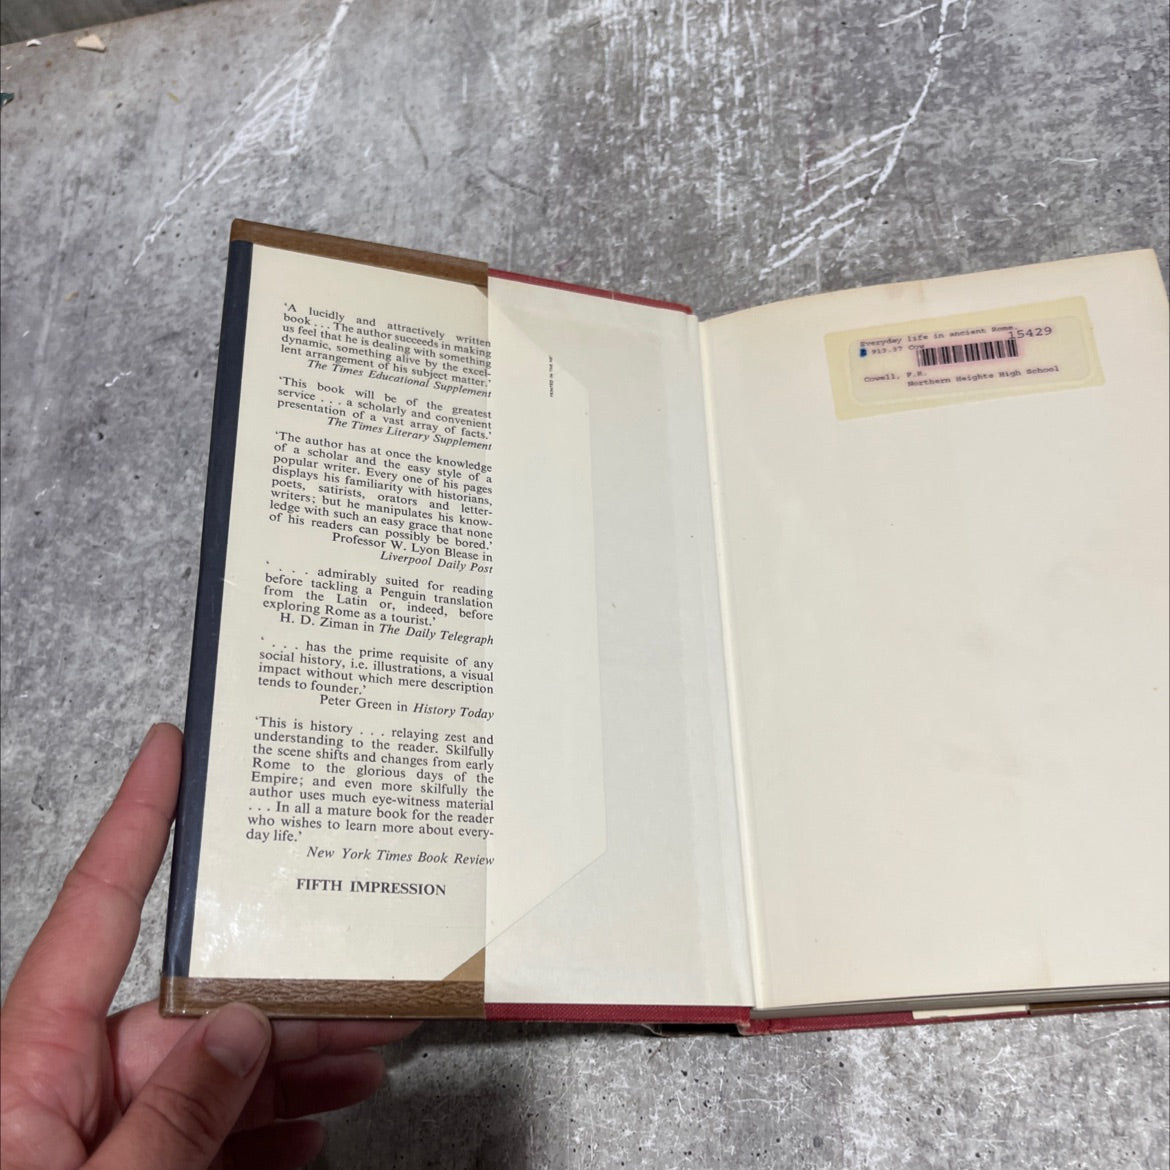 ‘A lucidly and attractively written
book . . . The author succeeds in making
us feel that he is dealing with something
dynamic, something alive by the excel-
lent arrangement of his subject matter.’
The Times Educational Supplement
‘This book will be of the greatest
service . . . a scholarly and convenient
presentation of a vast array of facts.’
The Times Literary Supplement
‘The author has at once the knowledge
of a scholar and the easy style of a
popular writer. Every one of his pages
displays his familiarity with historians,
poets, satirists, orators and letter-
writers; but he manipulates his know-
ledge with such an easy grace that none
of his readers can possibly be bored.’
Professor W. Lyon Blease in
Liverpool Daily Post
‘. . . admirably suited for reading
before tackling a Penguin translation
from the Latin or, indeed, before
exploring Rome as a tourist.’
H. D. Ziman in The Daily Telegraph
‘. . . has the prime requisite of any
social history, i.e. illustrations, a visual
impact without which mere description
tends to founder.’
Peter Green in History Today
‘This is history . . . relaying zest and
understanding to the reader. Skilfully
the scene shifts and changes from early
Rome to the glorious days of the
Empire; and even more skilfully the
author uses much eye-witness material
. . . In all a mature book for the reader
who wishes to learn more about every-
day life.’
New York Times Book Review
FIFTH IMPRESSION
PRINTED IN THE
Everyday life in ancient Rome.
15429
913.37 Cow
Cowell, F.R.
Northern Heights High School